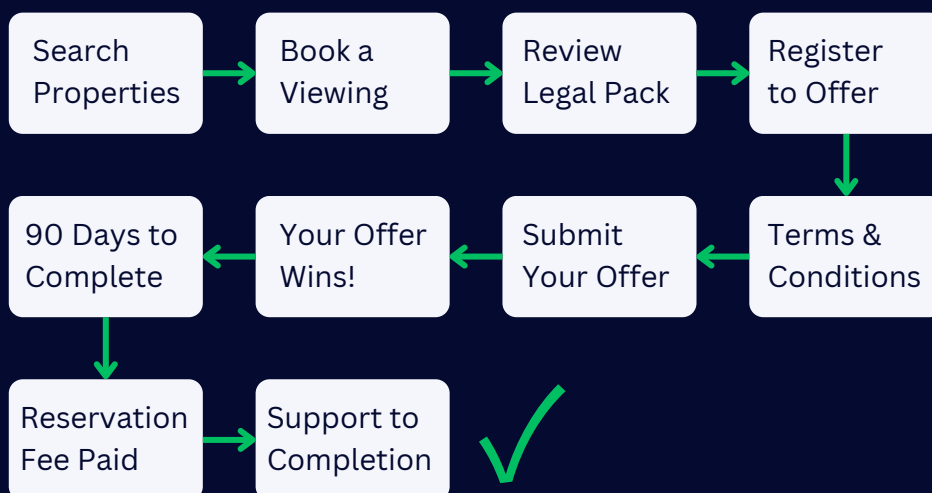 Search
Properties
Book a
Viewing
Review
Legal Pack
Register
to Offer
Terms &
Conditions
Submit
Your Offer
Your Offer
Wins!
90 Days to
Complete
Reservation
Fee Paid
Support to
Completion